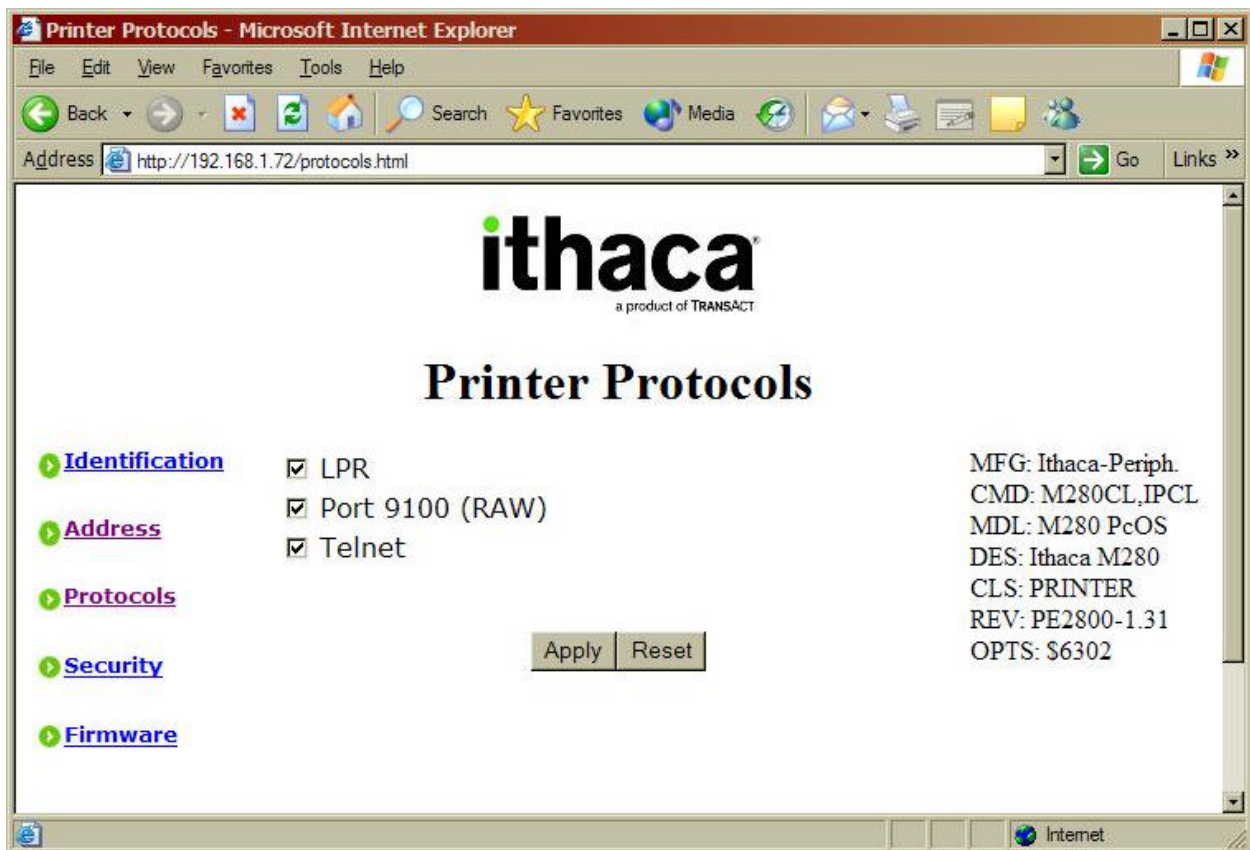 Printer Protocols - Microsoft Internet Explorer
File Edit View Favorites Tools Help
Back Search Favorites Media
Address http://192.168.1.72/protocols.html Go Links »
ithaca®
a product of TRANSACT
Printer Protocols
Identification
Address
Protocols
Security
Firmware
LPR
Port 9100 (RAW)
Telnet
Apply Reset
MFG: Ithaca-Periph.
CMD: M280CL,IPCL
MDL: M280 PcOS
DES: Ithaca M280
CLS: PRINTER
REV: PE2800-1.31
OPTS: $6302
Internet